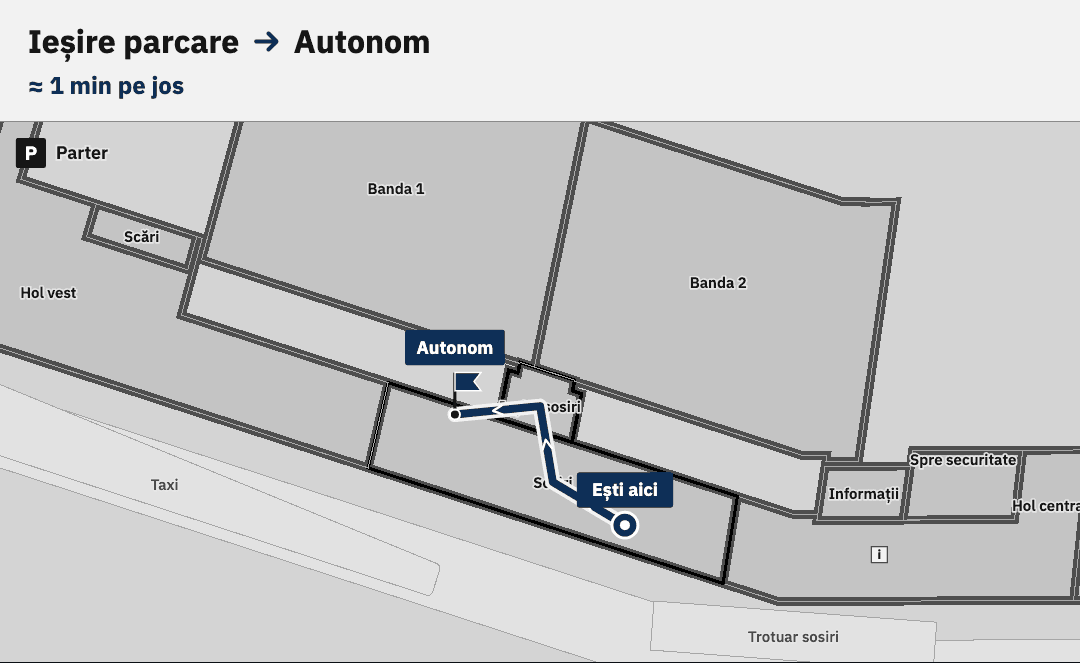 Ieșire parcare → Autonom
≈ 1 min pe jos
P Parter
Banda 1
Scări
Banda 2
Hol vest
Autonom
sosiri
Spre securitate
Ești aici
Taxi
Informații
Hol centra
i
Trotuar sosiri